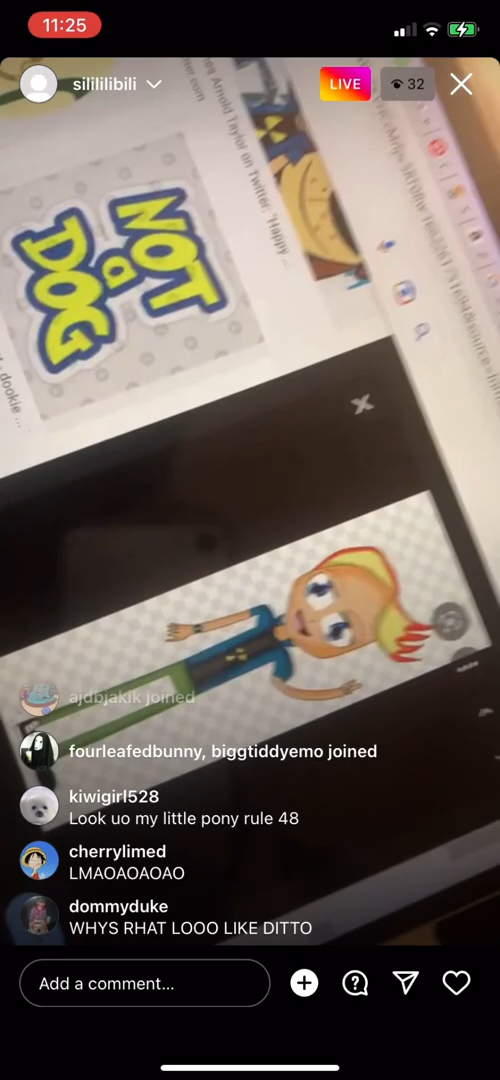 11:25
sililililibili
LIVE
32
NOT
a
DOG
Arnold Taylor on Twitter: "Happy ...
dookie ...
ajdbjakik joined
fourleafedbunny, biggtiddyemo joined
kiwigirl528
Look uo my little pony rule 48
cherrylimed
LMAOAOAOAO
dommyduke
WHYS RHAT LOOO LIKE DITTO
Add a comment...